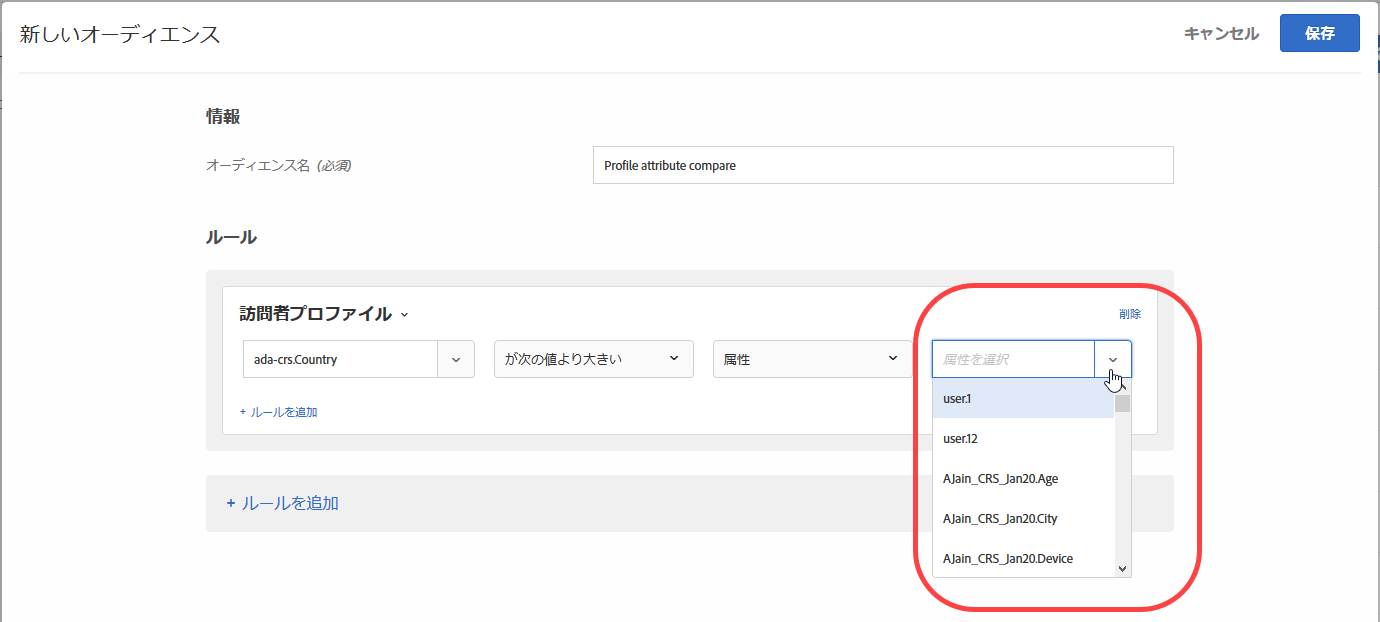 新しいオーディエンス
キャンセル
保存
情報
オーディエンス名 (必須)
Profile attribute compare
ルール
訪問者プロファイル
削除
ada-crs.Country
が次の値より大きい
属性
属性を選択
user.1
+ ルールを追加
user.12
AJain_CRS_Jan20.Age
+ ルールを追加
AJain_CRS_Jan20.City
AJain_CRS_Jan20.Device